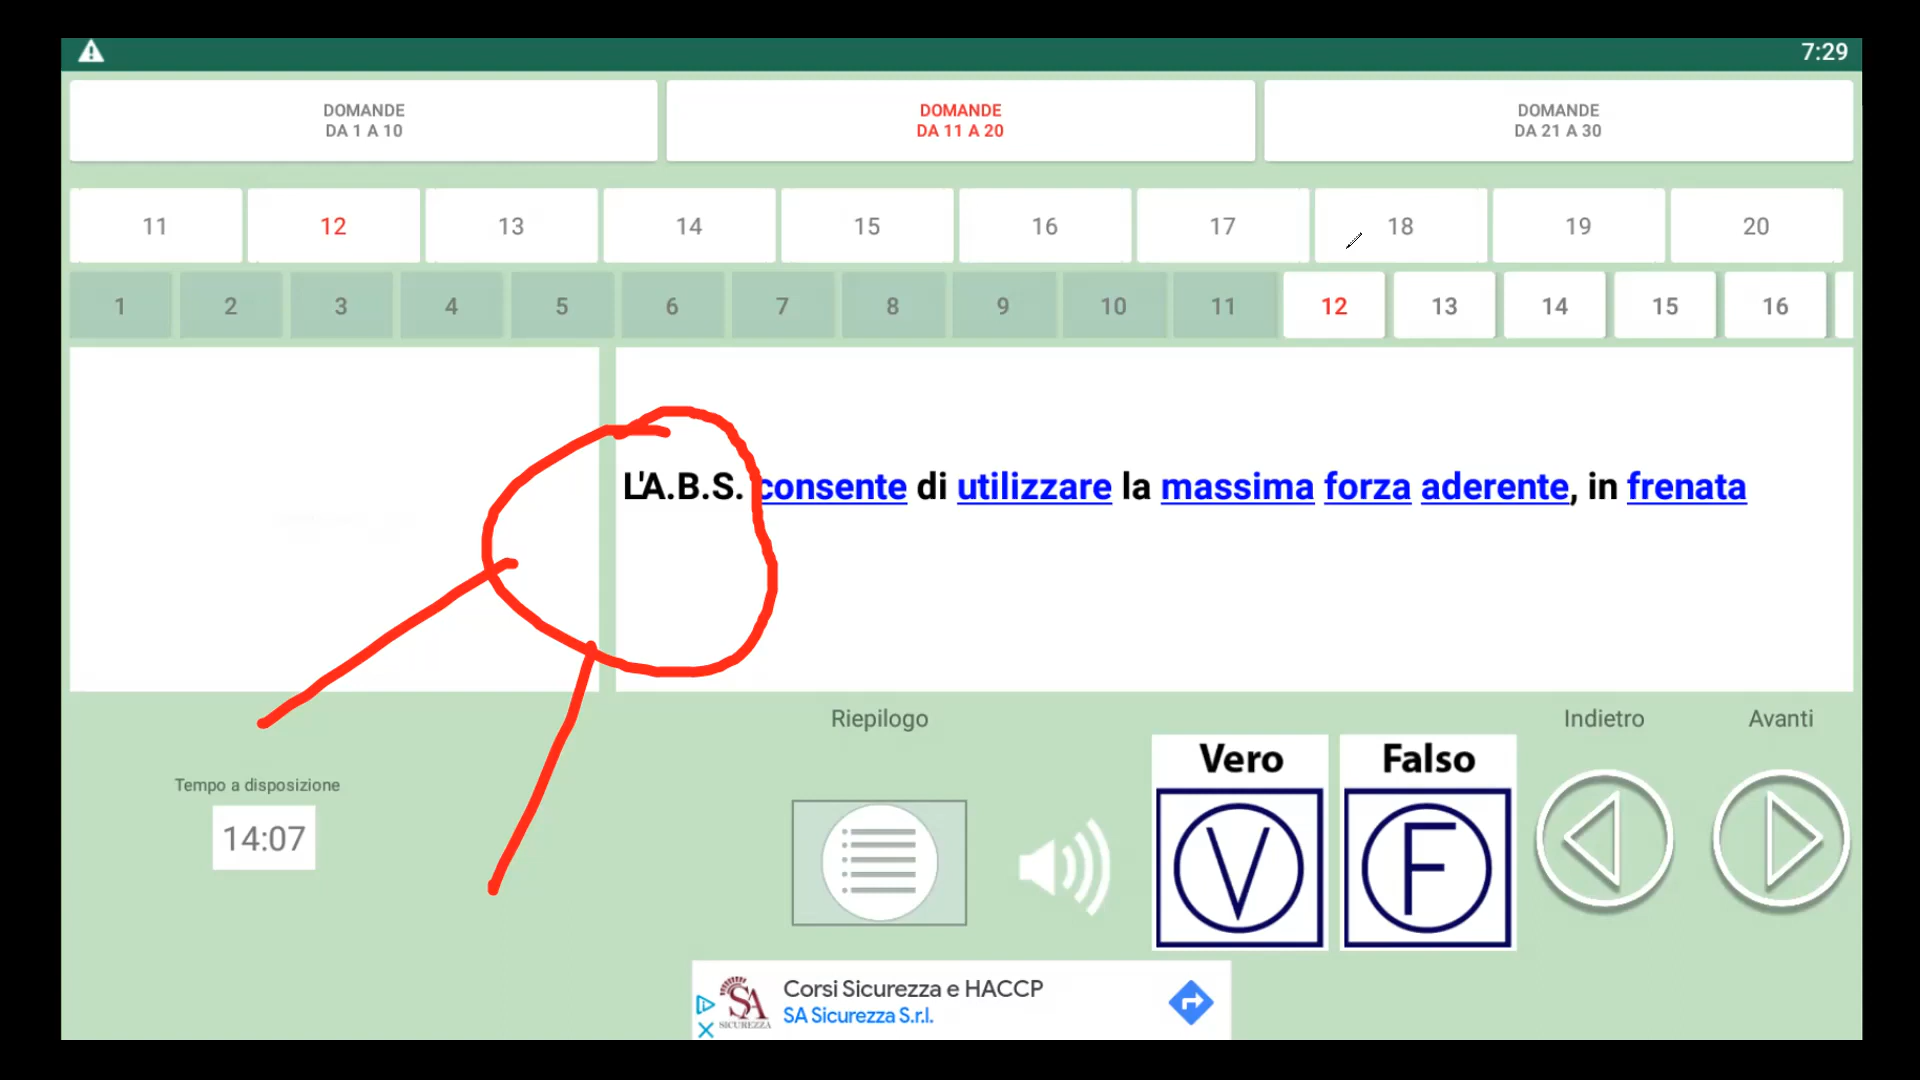 7:29
DOMANDE
DA 1 A 10
DOMANDE
DA 11 A 20
DOMANDE
DA 21 A 30
11 12 13 14 15 16 17 18 19 20
1 2 3 4 5 6 7 8 9 10 11 12 13 14 15 16
L'A.B.S. consente di utilizzare la massima forza aderente, in frenata
Riepilogo
Indietro
Avanti
Vero
Falso
V
F
Tempo a disposizione
14:07
SA
SICUREZZA
Corsi Sicurezza e HACCP
SA Sicurezza S.r.l.